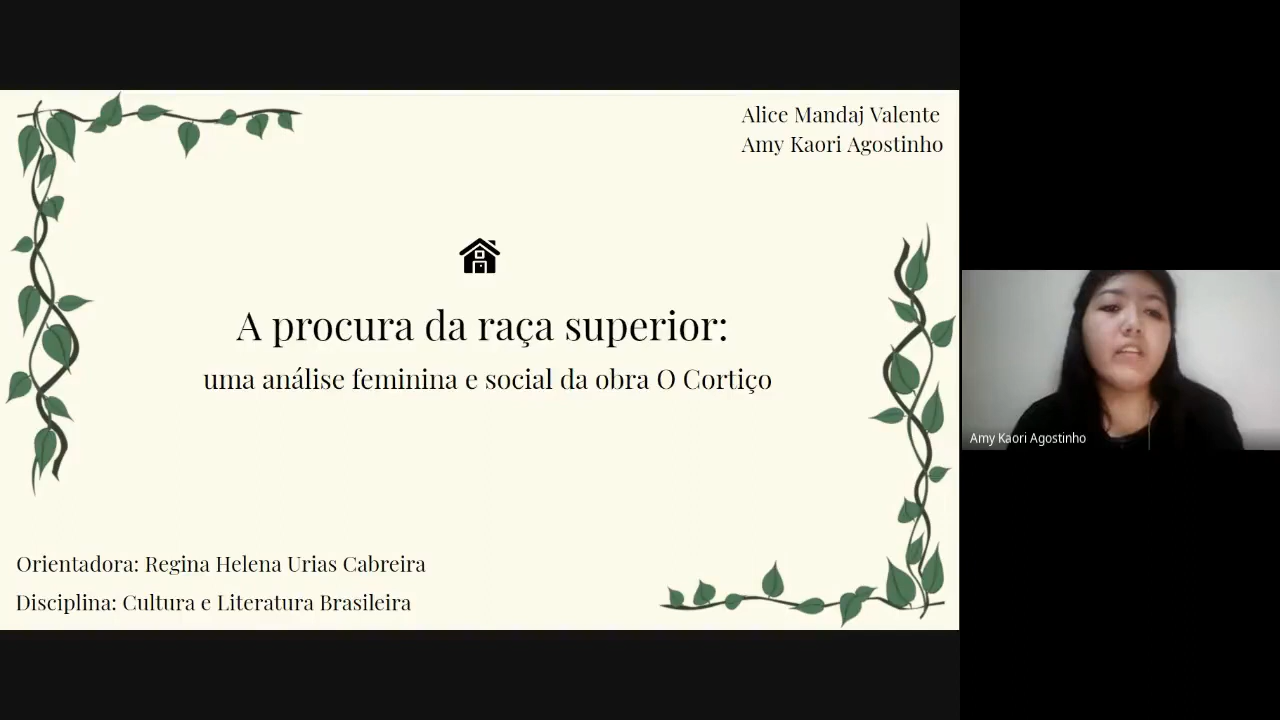 Alice Mandaj Valente
Amy Kaori Agostinho
A procura da raça superior:
uma análise feminina e social da obra O Cortiço
Orientadora: Regina Helena Urias Cabreira
Disciplina: Cultura e Literatura Brasileira
Amy Kaori Agostinho